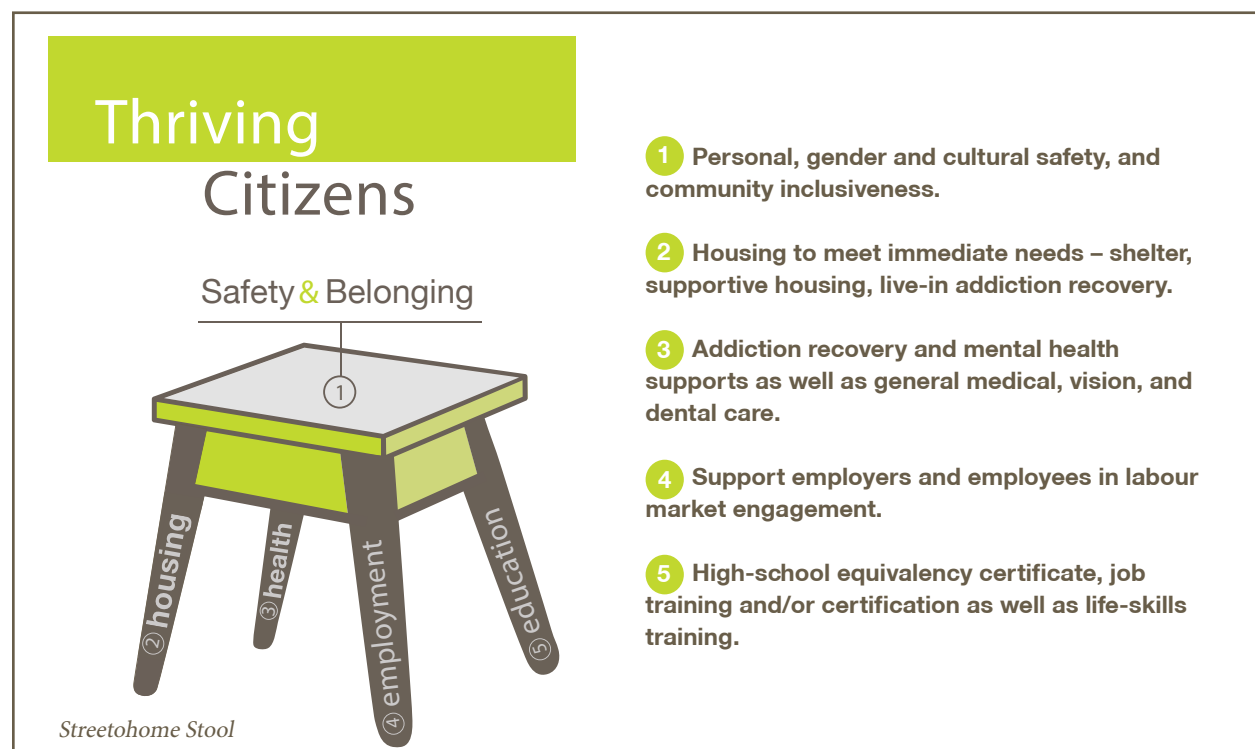 Thriving
Citizens
Safety & Belonging
①
② housing
③ health
④ employment
⑤ education
Streetohome Stool
1 Personal, gender and cultural safety, and
community inclusiveness.
2 Housing to meet immediate needs – shelter,
supportive housing, live-in addiction recovery.
3 Addiction recovery and mental health
supports as well as general medical, vision, and
dental care.
4 Support employers and employees in labour
market engagement.
5 High-school equivalency certificate, job
training and/or certification as well as life-skills
training.